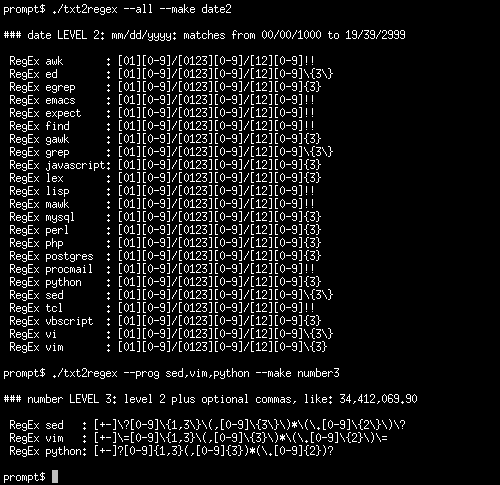 prompt$ ./txt2regex --all --make date2
### date LEVEL 2: mm/dd/yyyy: matches from 00/00/1000 to 19/39/2999
RegEx awk       : [01][0-9]/[0123][0-9]/[12][0-9]!!
RegEx ed        : [01][0-9]/[0123][0-9]/[12][0-9]\{3\}
RegEx egrep     : [01][0-9]/[0123][0-9]/[12][0-9]{3}
RegEx emacs     : [01][0-9]/[0123][0-9]/[12][0-9]!!
RegEx expect    : [01][0-9]/[0123][0-9]/[12][0-9]!!
RegEx find      : [01][0-9]/[0123][0-9]/[12][0-9]!!
RegEx gawk      : [01][0-9]/[0123][0-9]/[12][0-9]{3}
RegEx grep      : [01][0-9]/[0123][0-9]/[12][0-9]\{3\}
RegEx javascript: [01][0-9]/[0123][0-9]/[12][0-9]{3}
RegEx lex       : [01][0-9]/[0123][0-9]/[12][0-9]{3}
RegEx lisp      : [01][0-9]/[0123][0-9]/[12][0-9]!!
RegEx mawk      : [01][0-9]/[0123][0-9]/[12][0-9]!!
RegEx mysql     : [01][0-9]/[0123][0-9]/[12][0-9]{3}
RegEx perl      : [01][0-9]/[0123][0-9]/[12][0-9]{3}
RegEx php       : [01][0-9]/[0123][0-9]/[12][0-9]{3}
RegEx postgres  : [01][0-9]/[0123][0-9]/[12][0-9]{3}
RegEx procmail  : [01][0-9]/[0123][0-9]/[12][0-9]!!
RegEx python    : [01][0-9]/[0123][0-9]/[12][0-9]{3}
RegEx sed       : [01][0-9]/[0123][0-9]/[12][0-9]\{3\}
RegEx tcl       : [01][0-9]/[0123][0-9]/[12][0-9]!!
RegEx vbscript  : [01][0-9]/[0123][0-9]/[12][0-9]{3}
RegEx vi        : [01][0-9]/[0123][0-9]/[12][0-9]\{3\}
RegEx vim       : [01][0-9]/[0123][0-9]/[12][0-9]\{3}
prompt$ ./txt2regex --prog sed,vim,python --make number3
### number LEVEL 3: level 2 plus optional commas, like: 34,412,069.90
RegEx sed   : [+-]\?[0-9]\{1,3\}\(,[0-9]\{3\}\)*\(\.[0-9]\{2\}\)\?
RegEx vim   : [+-]\=[0-9]\{1,3}\(,[0-9]\{3}\)*\(\.[0-9]\{2}\)\=
RegEx python: [+-]?[0-9]{1,3}(,[0-9]{3})*(\.[0-9]{2})?
prompt$